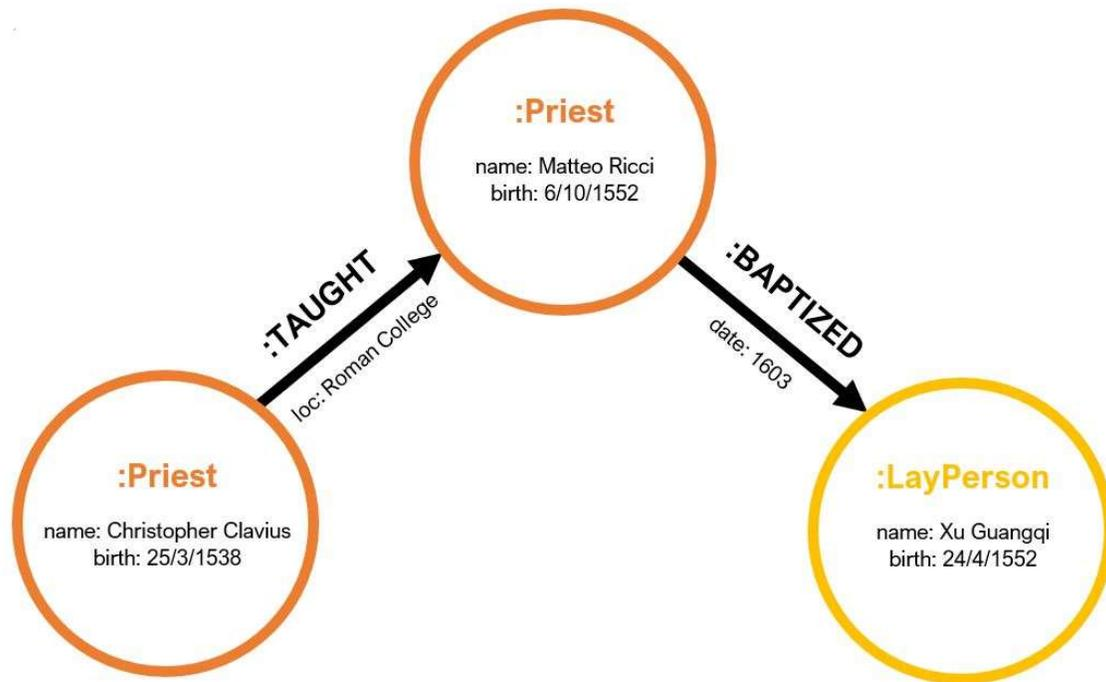 :Priest
name: Matteo Ricci
birth: 6/10/1552
:TAUGHT
loc: Roman College
:BAPTIZED
date: 1603
:Priest
name: Christopher Clavius
birth: 25/3/1538
:LayPerson
name: Xu Guangqi
birth: 24/4/1552